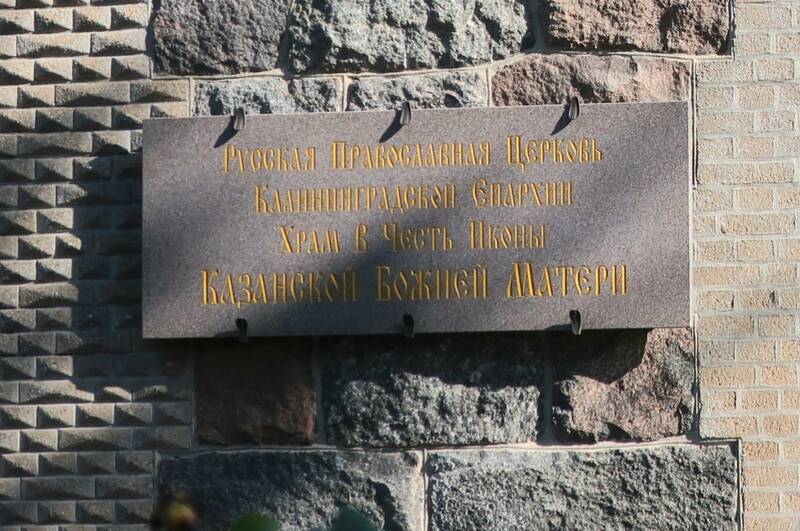 Русская Православная Церковь
Калининградской Епархии
Храм в Честь Иконы
Казанской Божией Матери